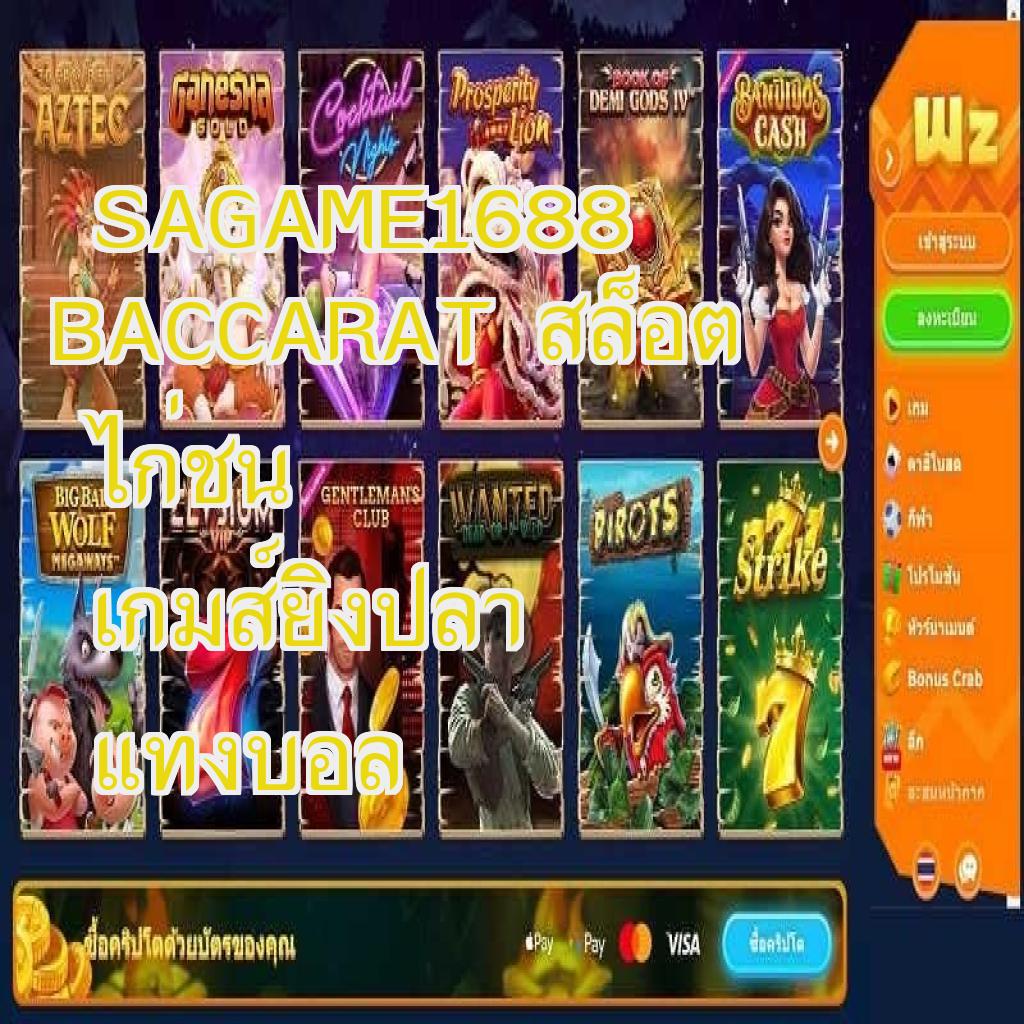 AZTEC
Ganesha
GOLD
Cocktail
Nights
Prosperity
Lion
BOOK OF
DEMI GODS IV
BANDIDOS
CASH
Wz
เข้าสู่ระบบ
ลงทะเบียน
SAGAME1688
BACCARAT สล็อต
ไก่ชน
เกมส์ยิงปลา
แทงบอล
BIG BAD
WOLF
MEGAWAYS
ELYSIUM
VIP
GENTLEMAN'S
CLUB
WANTED
DEAD OR A WILD
PIROTS
777
Strike
7
เกม
คาสิโนสด
กีฬา
โปรโมชั่น
ทัวร์นาเมนต์
Bonus Crab
ลีก
สะสมหน้ากาก
ซื้อคริปโตด้วยบัตรของคุณ
Pay
Pay
VISA
ซื้อคริปโต